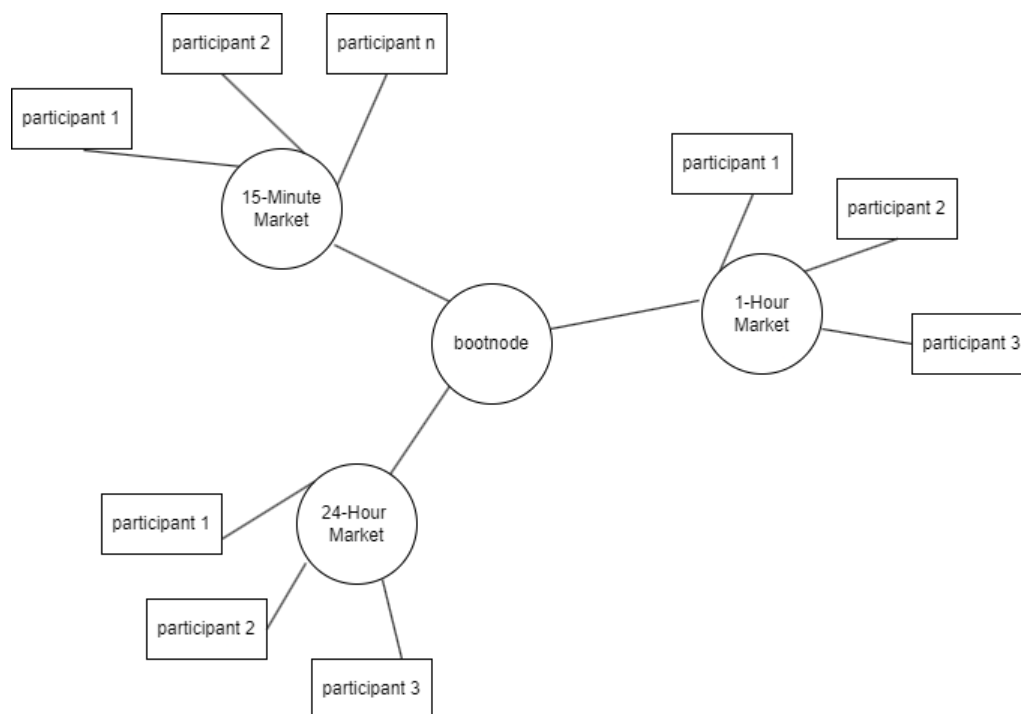 participant 2
participant n
participant 1
15-Minute
Market
participant 1
participant 2
1-Hour
Market
participant 3
bootnode
24-Hour
Market
participant 1
participant 2
participant 3